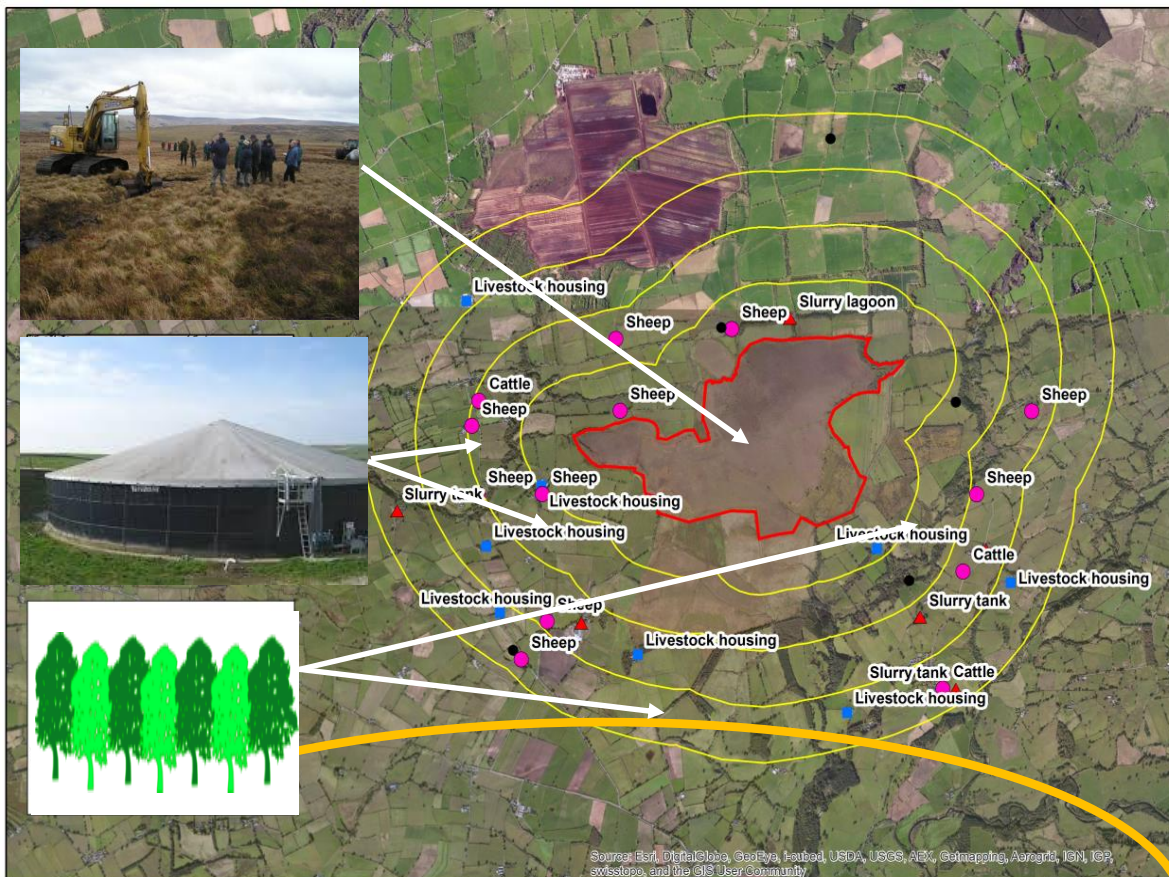 Livestock housing
Slurry lagoon
Sheep
Sheep
Cattle
Sheep
Sheep
Sheep
Sheep
Sheep
Livestock housing
Sheep
Slurry tank
Livestock housing
Livestock housing
Cattle
Livestock housing
Livestock housing
Sheep
Slurry tank
Sheep
Livestock housing
Slurry tank
Cattle
Livestock housing
Source: Esri, DigitalGlobe, GeoEye, i-cubed, USDA, USGS, AEX, Getmapping, Aerogrid, IGN, IGP,
swisstopo, and the GIS User Community